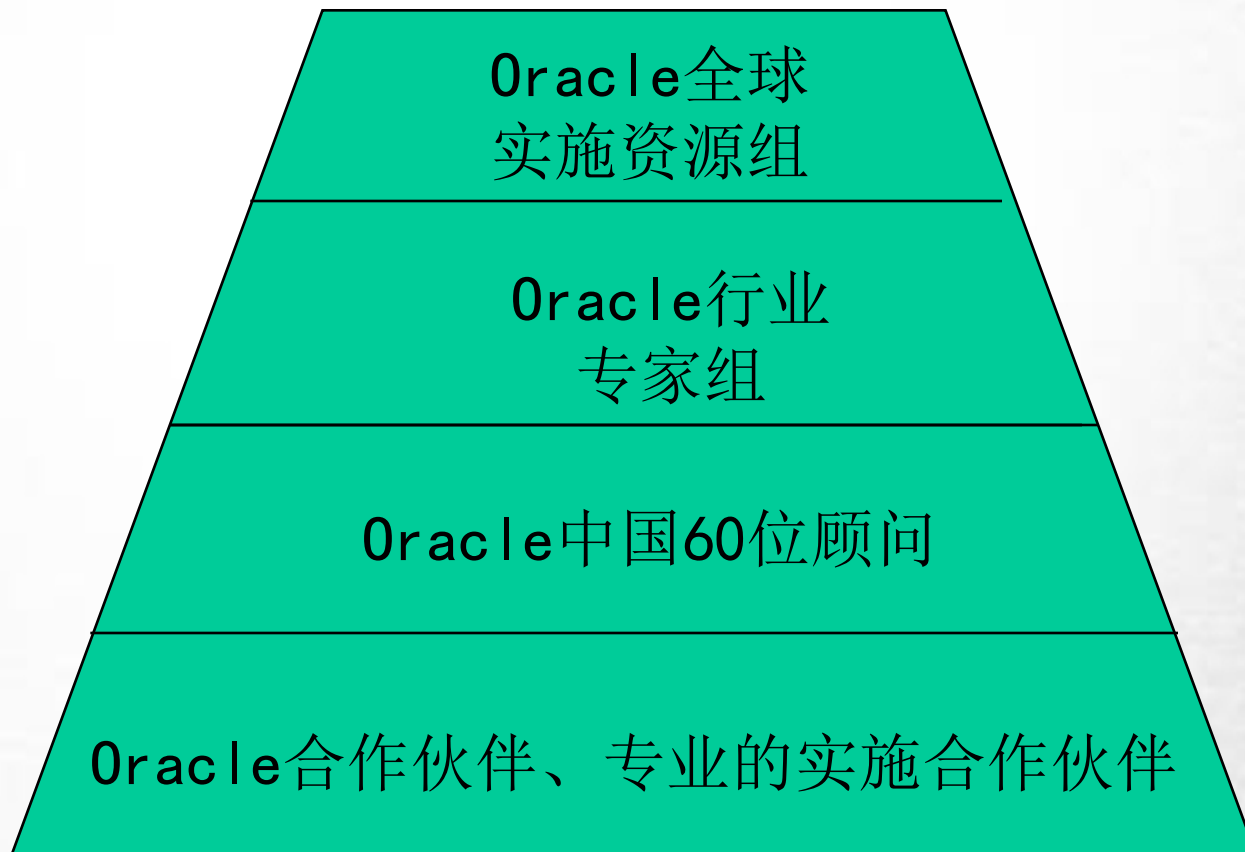 Oracle全球
实施资源组
Oracle行业
专家组
Oracle中国60位顾问
Oracle合作伙伴、专业的实施合作伙伴